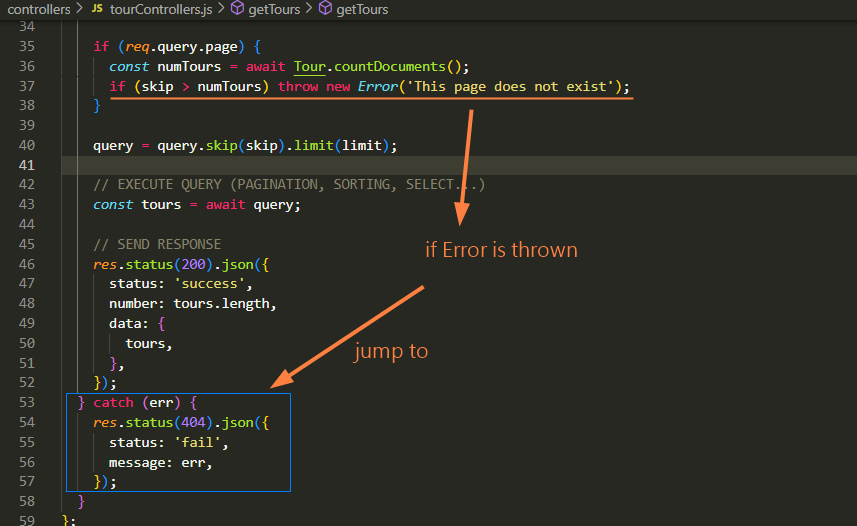 controllers > JS tourControllers.js > getTours > getTours
34
35 if (req.query.page) {
36 const numTours = await Tour.countDocuments();
37 if (skip > numTours) throw new Error('This page does not exist');
38 }
39
40 query = query.skip(skip).limit(limit);
41
42 // EXECUTE QUERY (PAGINATION, SORTING, SELECT...)
43 const tours = await query;
44
if Error is thrown
45 // SEND RESPONSE
46 res.status(200).json({
47 status: 'success',
48 number: tours.length,
49 data: {
50 tours,
jump to
51 },
52 });
53 } catch (err) {
54 res.status(404).json({
55 status: 'fail',
56 message: err,
57 });
58 }
59 };